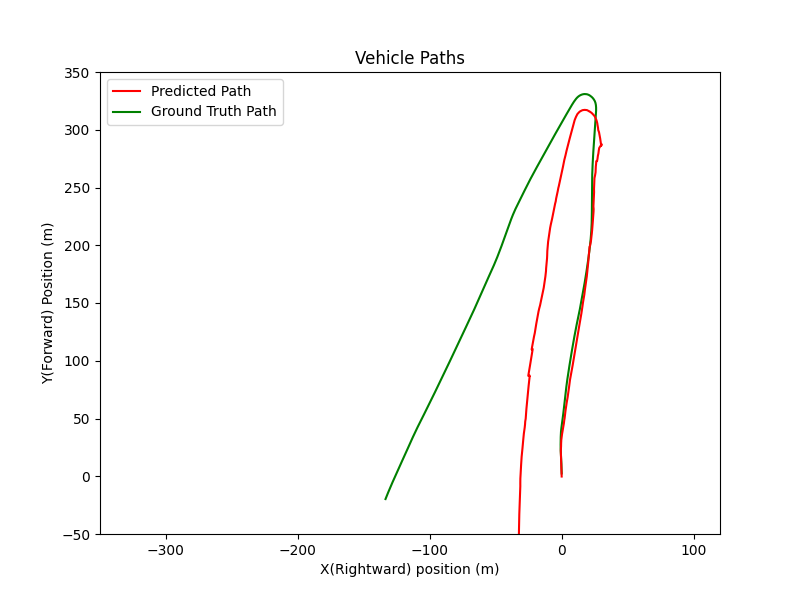 Vehicle Paths
Predicted Path
Ground Truth Path
Y(Forward) Position (m)
350
300
250
200
150
100
50
0
−50
−300
−200
−100
0
100
X(Rightward) position (m)